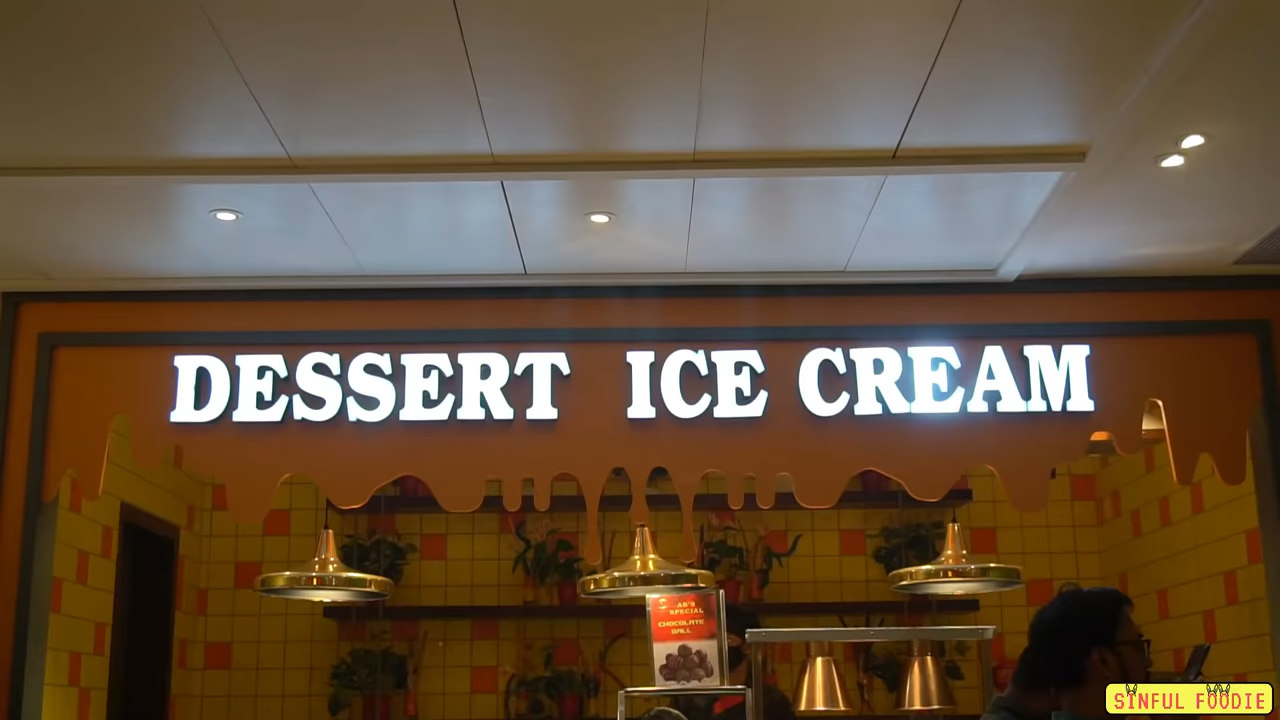 DESSERT ICE CREAM
AB'S
SPECIAL
CHOCOLATE
BALL
SINFUL FOODIE